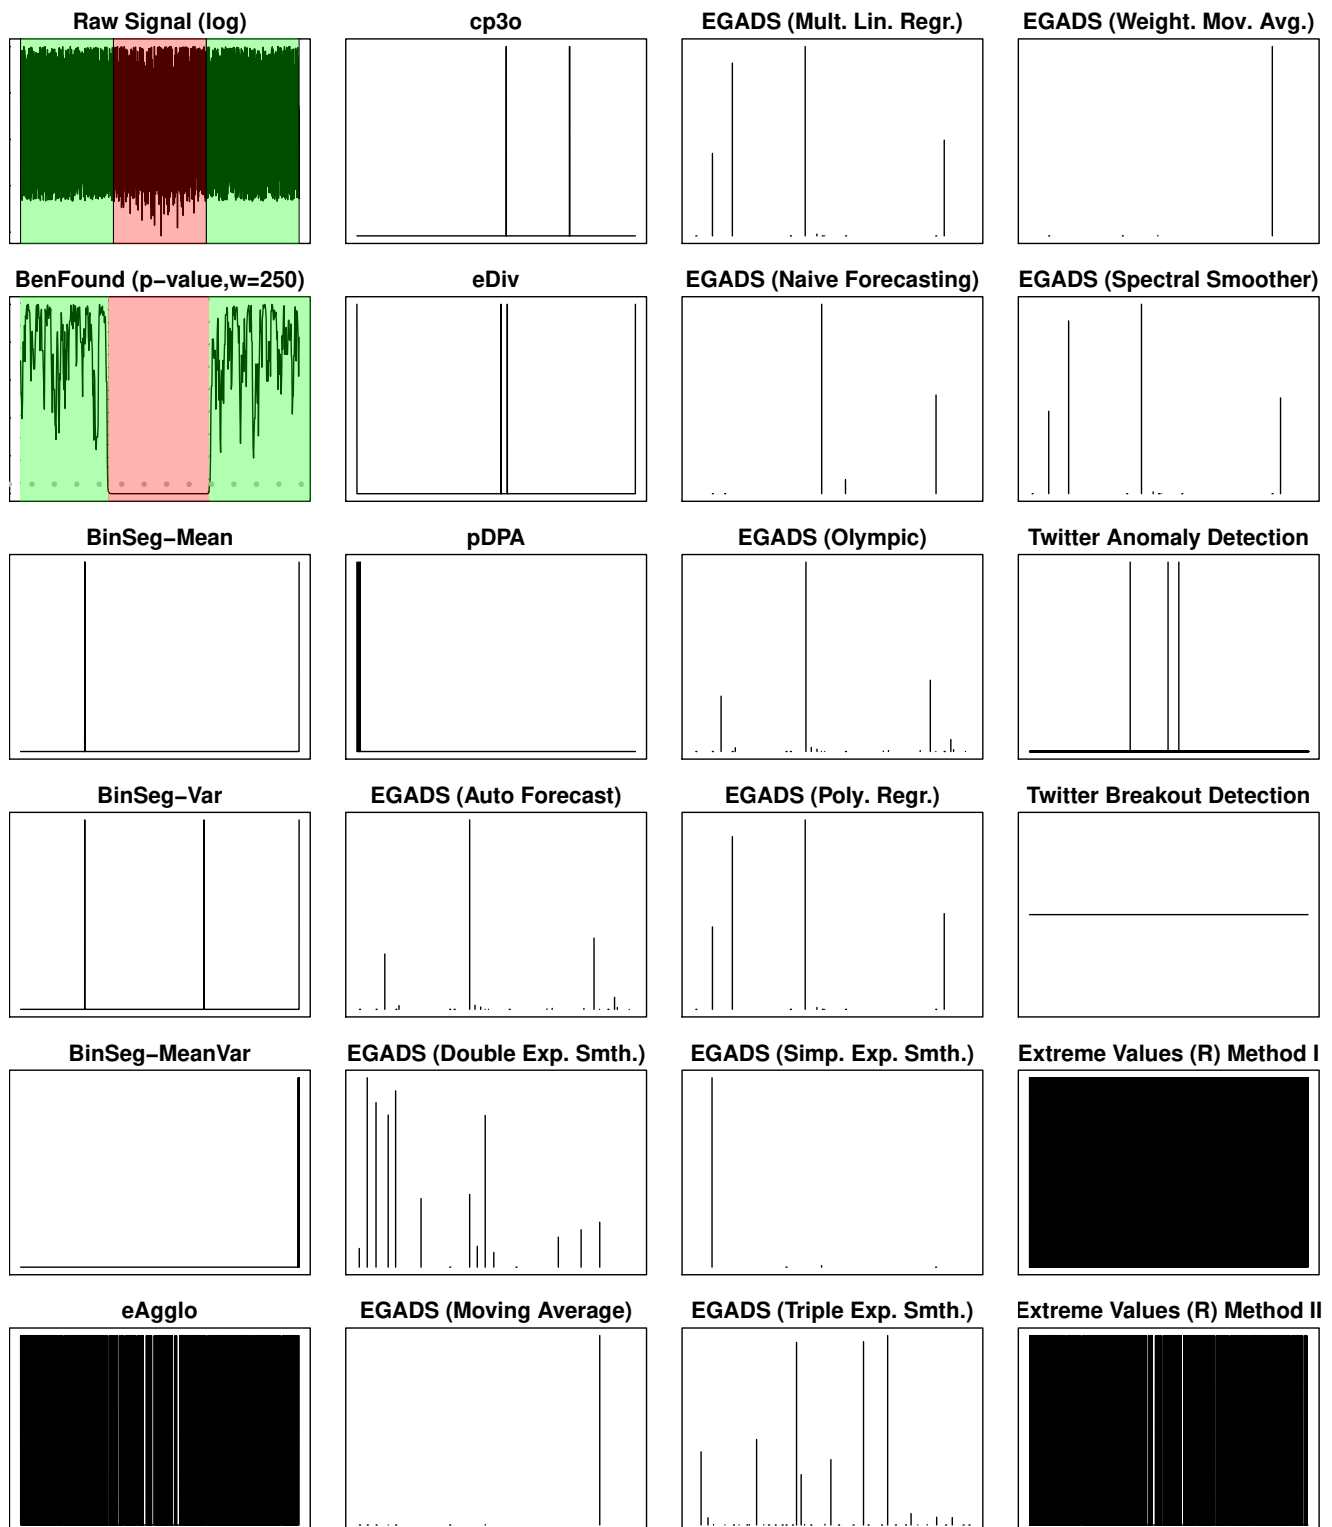 Raw Signal (log)
cp3o
EGADS (Mult. Lin. Regr.)
EGADS (Weight. Mov. Avg.)
BenFound (p−value,w=250)
eDiv
EGADS (Naive Forecasting)
EGADS (Spectral Smoother)
BinSeg−Mean
pDPA
EGADS (Olympic)
Twitter Anomaly Detection
BinSeg−Var
EGADS (Auto Forecast)
EGADS (Poly. Regr.)
Twitter Breakout Detection
BinSeg−MeanVar
EGADS (Double Exp. Smth.)
EGADS (Simp. Exp. Smth.)
Extreme Values (R) Method I
eAgglo
EGADS (Moving Average)
EGADS (Triple Exp. Smth.)
Extreme Values (R) Method II